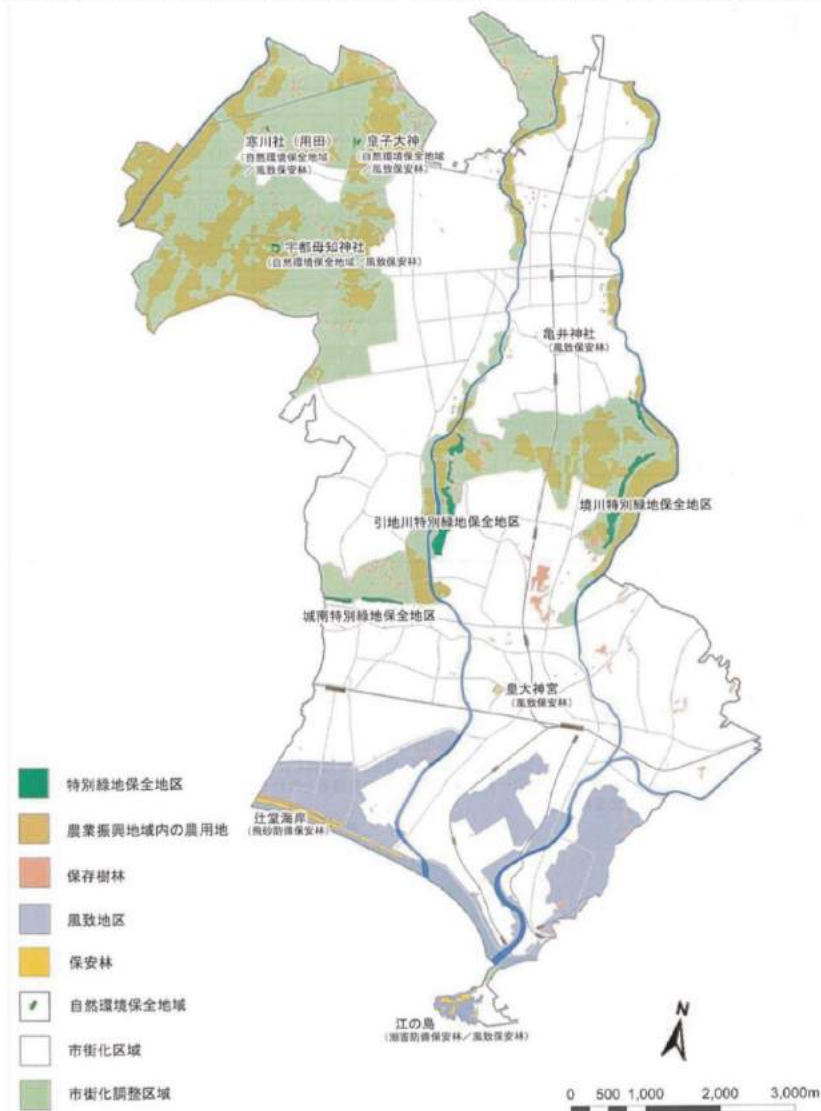 寒川社（用田）
（自然環境保全地域
／風致保安林）
皇子大神
（自然環境保全地域
／風致保安林）
宇都母知神社
（自然環境保全地域／風致保安林）
亀井神社
（風致保安林）
引地川特別緑地保全地区
境川特別緑地保全地区
城南特別緑地保全地区
皇大神宮
（風致保安林）
辻堂海岸
（飛砂防備保安林）
江の島
（潮害防備保安林／風致保安林）
特別緑地保全地区
農業振興地域内の農用地
保存樹林
風致地区
保安林
自然環境保全地域
市街化区域
市街化調整区域
N
0 500 1,000 2,000 3,000m